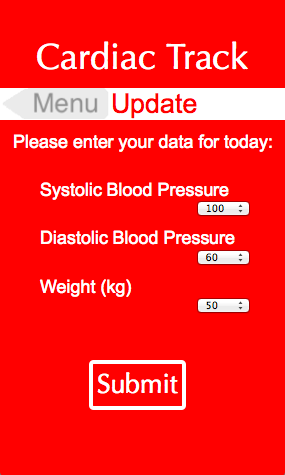 Cardiac Track
Menu Update
Please enter your data for today:
Systolic Blood Pressure
100
Diastolic Blood Pressure
60
Weight (kg)
50
Submit